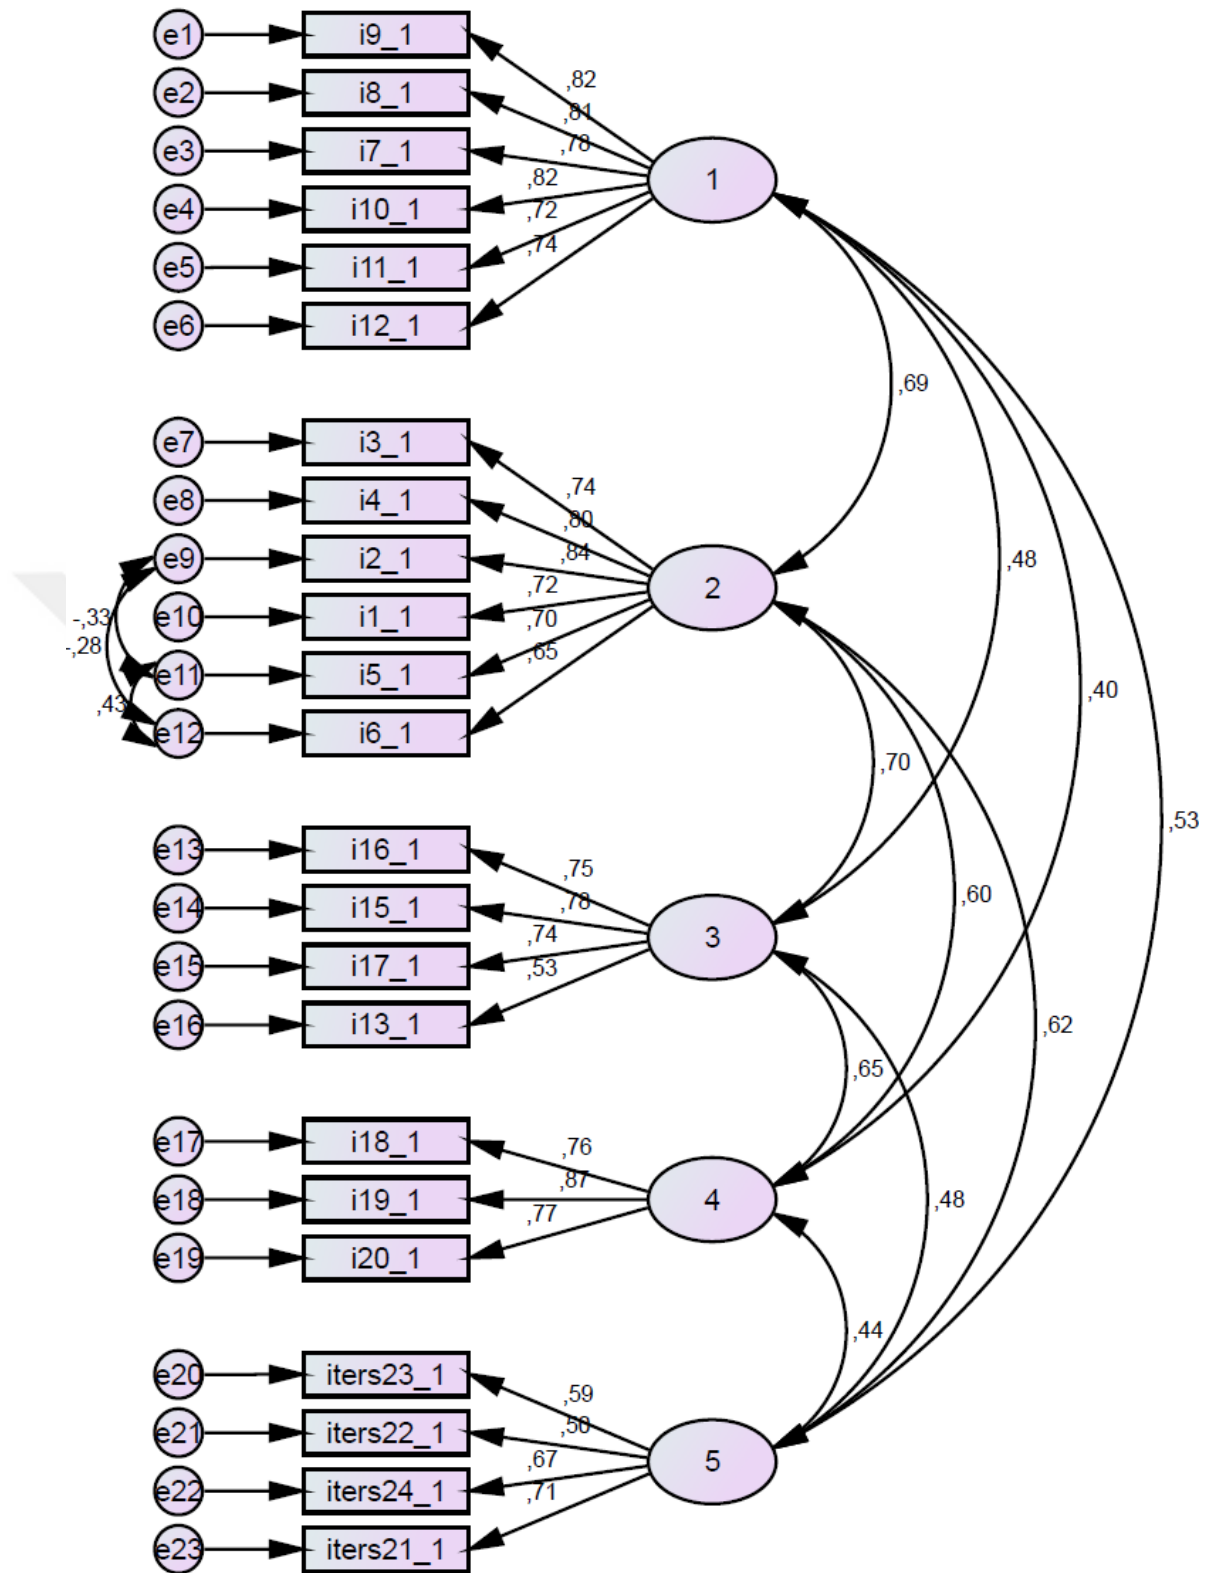 e1 i9_1
,82
e2 i8_1
,81
e3 i7_1
,78
1
,82
e4 i10_1
,72
e5 i11_1
,74
e6 i12_1
,69
e7 i3_1
,74
e8 i4_1
,80
e9 i2_1
,84
,48
2
,72
e10 i1_1
-,33
,70
-,28
,65
e11 i5_1
,40
,43
e12 i6_1
,70
,53
e13 i16_1
,75
,60
e14 i15_1
,78
3
,74
e15 i17_1
,53
e16 i13_1
,62
,65
e17 i18_1
,76
,87
e18 i19_1
4
,48
,77
e19 i20_1
,44
e20 iters23_1
,59
,50
e21 iters22_1
,67
5
e22 iters24_1
,71
e23 iters21_1